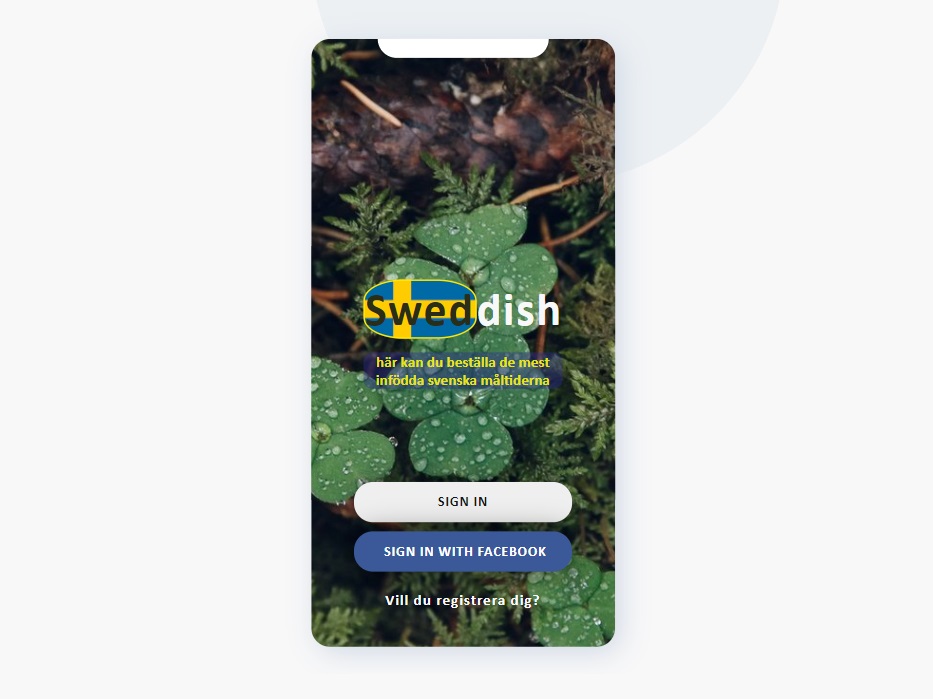 Sweddish
här kan du beställa de mest
infödda svenska måltiderna
SIGN IN
SIGN IN WITH FACEBOOK
Vill du registrera dig?